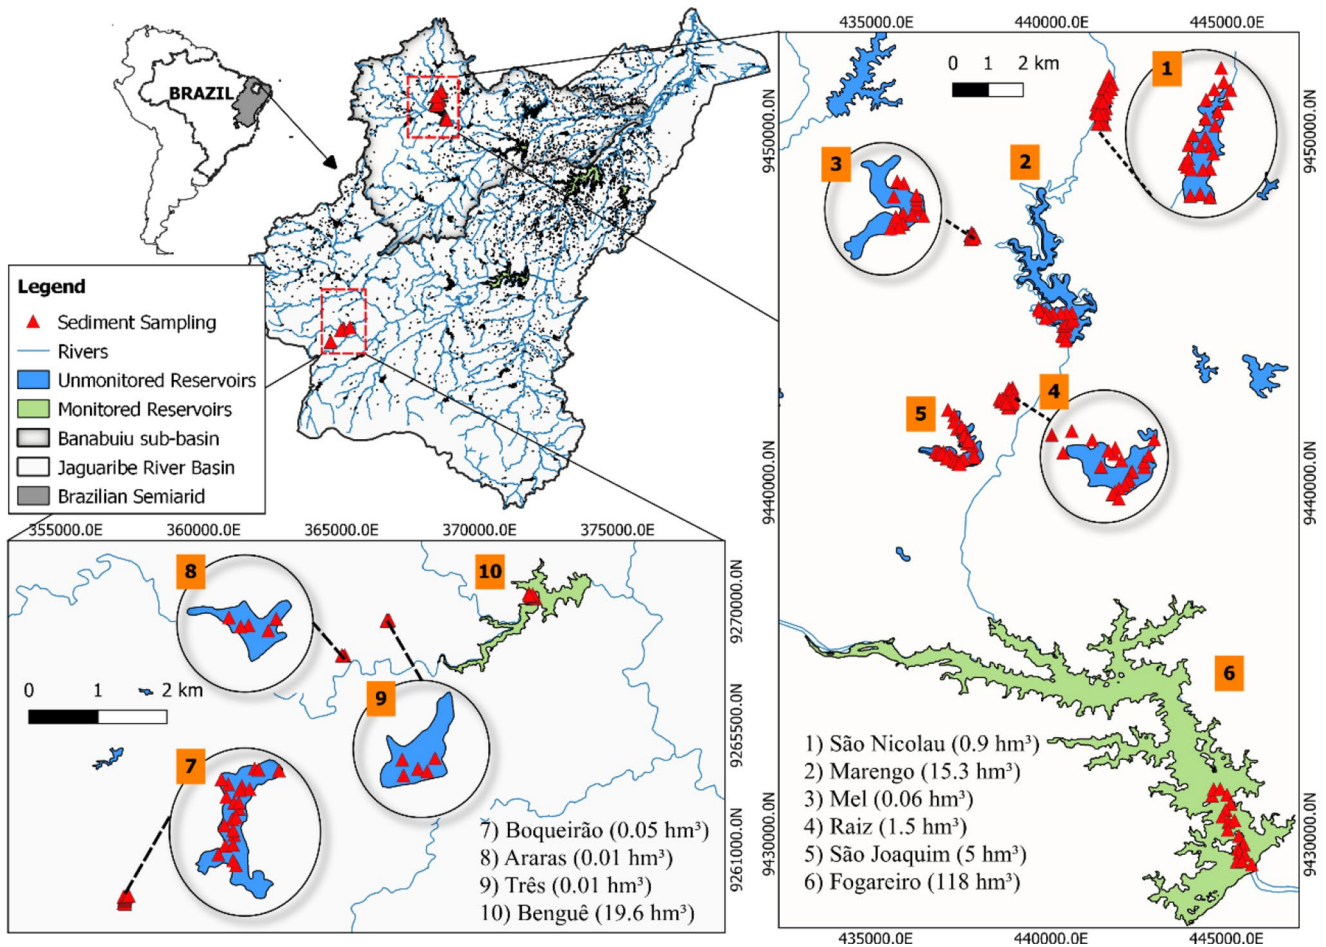 BRAZIL
Legend
Sediment Sampling
Rivers
Unmonitored Reservoirs
Monitored Reservoirs
Banabuiu sub-basin
Jaguaribe River Basin
Brazilian Semiarid
435000.0E 440000.0E 445000.0E
0 1 2 km
9450000.0N
9450000.0N
1
2
3
4
5
9440000.0N
9440000.0N
6
9430000.0N
9430000.0N
1) São Nicolau (0.9 hm³)
2) Marengo (15.3 hm³)
3) Mel (0.06 hm³)
4) Raiz (1.5 hm³)
5) São Joaquim (5 hm³)
6) Fogareiro (118 hm³)
435000.0E 440000.0E 445000.0E
355000.0E 360000.0E 365000.0E 370000.0E 375000.0E
8
10
9270000.0N
0 1 2 km
9
9265500.0N
7
9261000.0N
7) Boqueirão (0.05 hm³)
8) Araras (0.01 hm³)
9) Três (0.01 hm³)
10) Benguê (19.6 hm³)